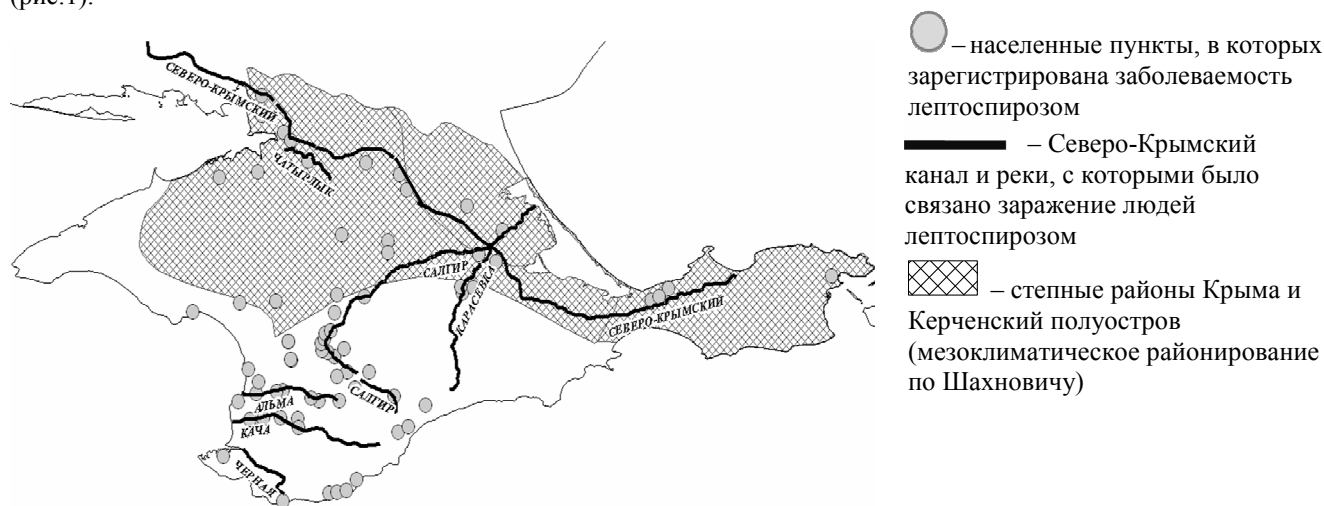 (рис.1).
– населенные пункты, в которых
зарегистрирована заболеваемость
лептоспирозом
– Северо-Крымский
канал и реки, с которыми было
связано заражение людей
лептоспирозом
– степные районы Крыма и
Керченский полуостров
(мезоклиматическое районирование
по Шахновичу)
СЕВЕРО-КРЫМСКИЙ
ЧАТЫРЛЫК
САЛГИР
КАРАСЕВКА
СЕВЕРО-КРЫМСКИЙ
САЛГИР
АЛЬМА
КАЧА
ЧЕРНАЯ